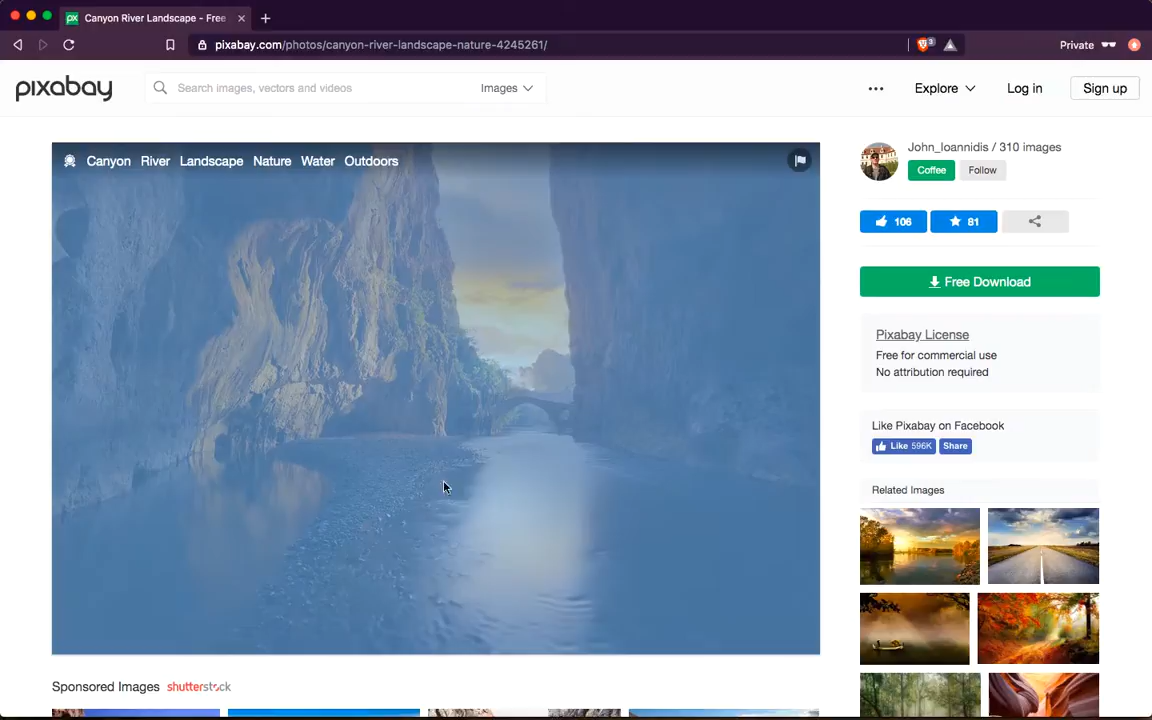 Canyon River Landscape - Free
pixabay.com/photos/canyon-river-landscape-nature-4245261/
3
Private
pixabay
Search images, vectors and videos
Images
Explore
Log in
Sign up
Canyon River Landscape Nature Water Outdoors
John_Ioannidis / 310 images
Coffee
Follow
106
81
Free Download
Pixabay License
Free for commercial use
No attribution required
Like Pixabay on Facebook
Like 596K
Share
Related Images
Sponsored Images shutterstock